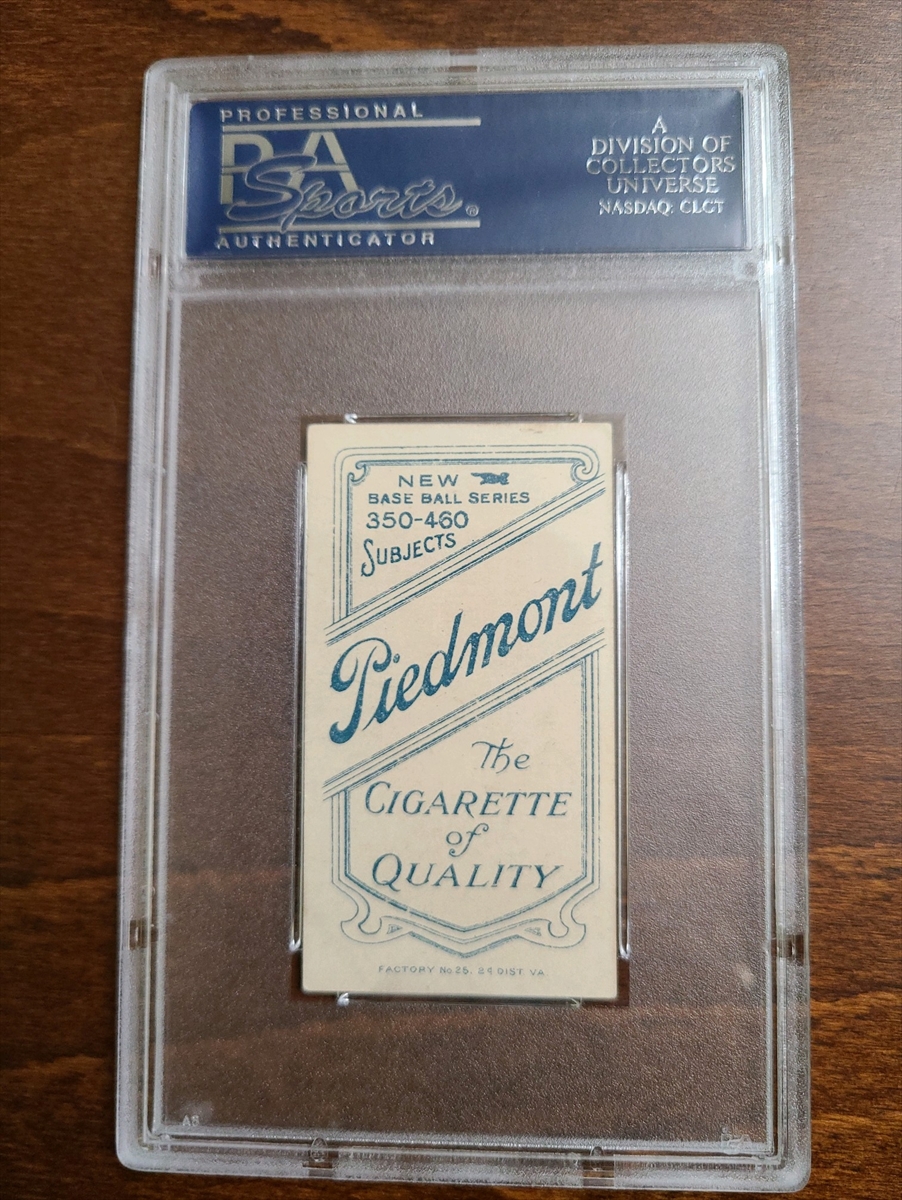 PROFESSIONAL
PSA
Sports®
AUTHENTICATOR
A
DIVISION OF
COLLECTORS
UNIVERSE
NASDAQ: CLCT
NEW
BASE BALL SERIES
350-460
SUBJECTS
Piedmont
The
CIGARETTE
of
QUALITY
FACTORY No 25, 2d DIST VA